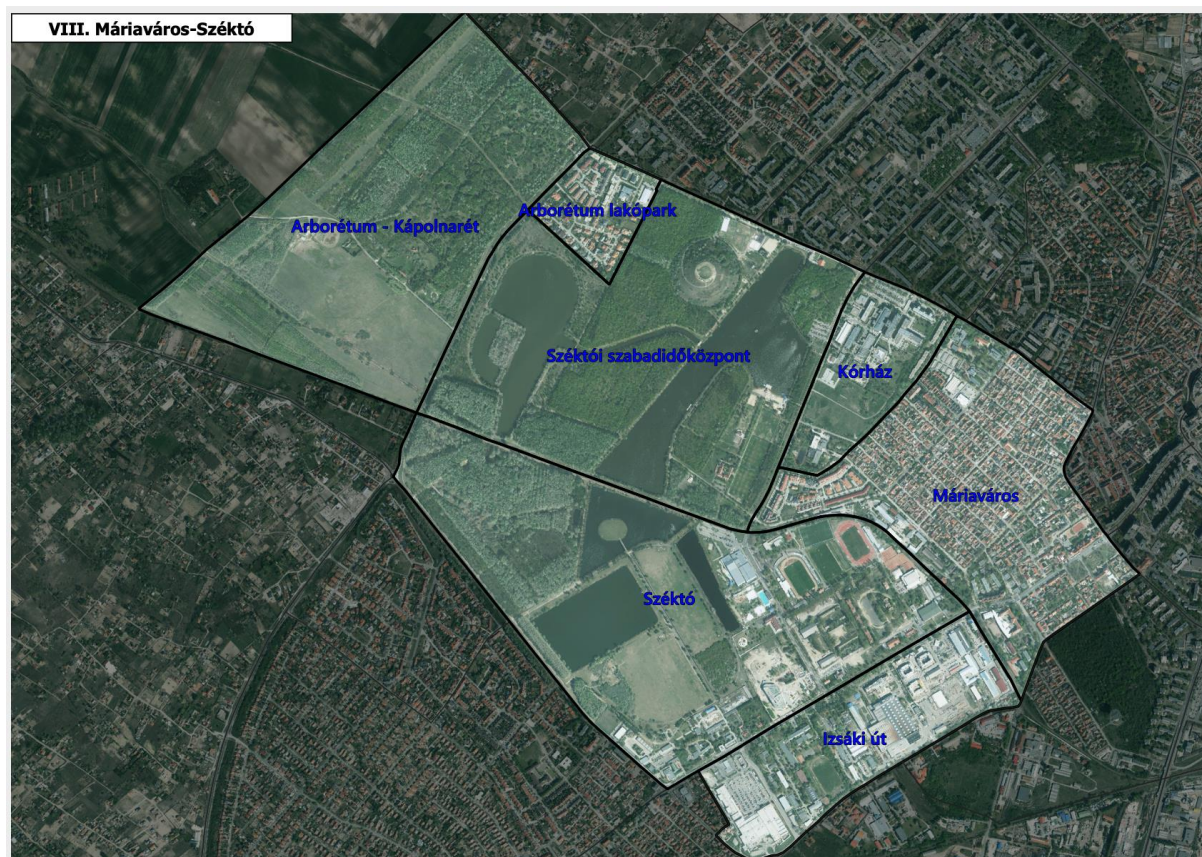 VIII. Máriaváros-Széktó
Arborétum lakópark
Arborétum - Kápolnarét
Széktói szabadidőközpont
Kórház
Máriaváros
Széktó
Izsáki út